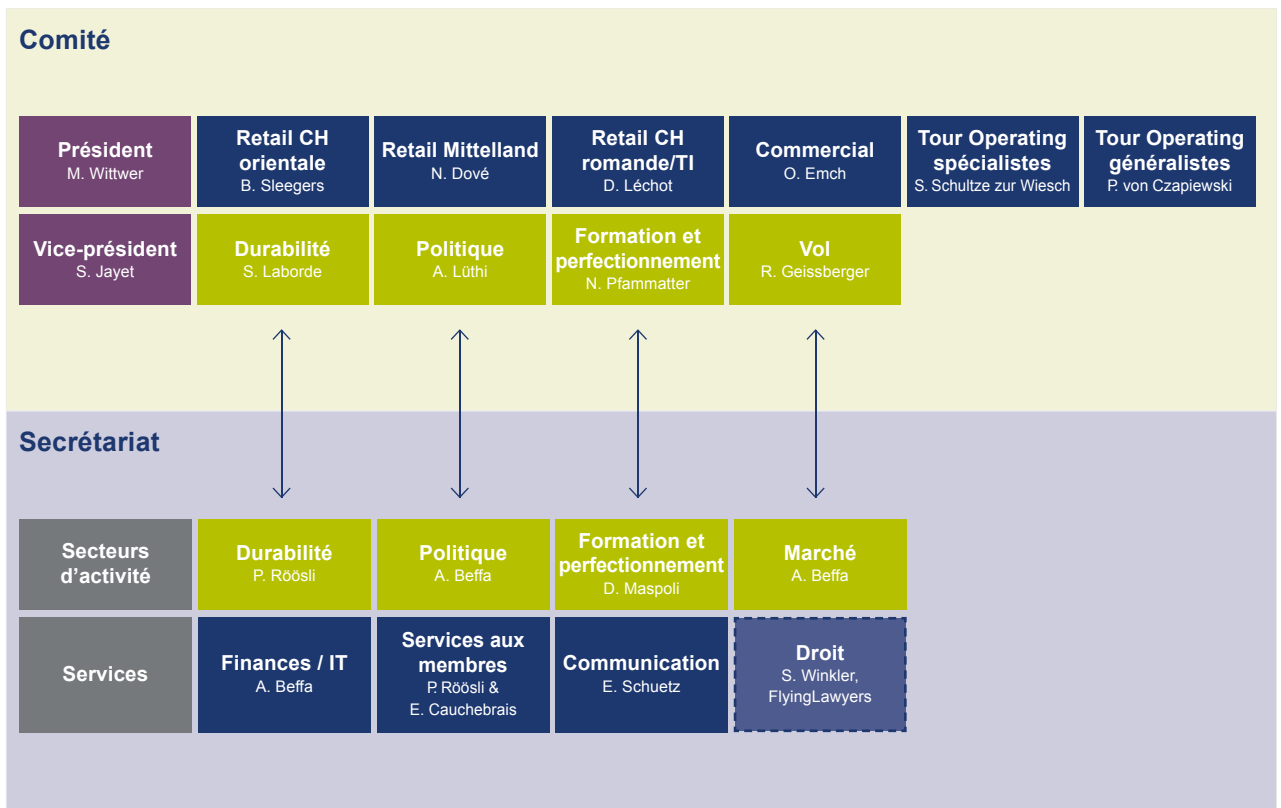 Comité
Président
M. Wittwer
Retail CH
orientale
B. Sleegers
Retail Mittelland
N. Dové
Retail CH
romande/TI
D. Léchot
Commercial
O. Emch
Tour Operating
spécialistes
S. Schultze zur Wiesch
Tour Operating
généralistes
P. von Czapiewski
Vice-président
S. Jayet
Durabilité
S. Laborde
Politique
A. Lüthi
Formation et
perfectionnement
N. Pfammatter
Vol
R. Geissberger
Secrétariat
Secteurs
d’activité
Durabilité
P. Röösli
Politique
A. Beffa
Formation et
perfectionnement
D. Maspoli
Marché
A. Beffa
Services
Finances / IT
A. Beffa
Services aux
membres
P. Röösli &
E. Cauchebrais
Communication
E. Schuetz
Droit
S. Winkler,
FlyingLawyers